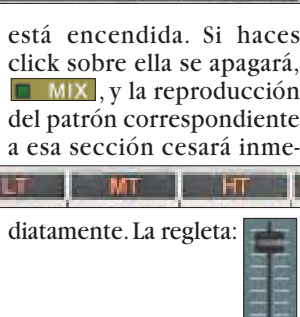 está encendida. Si haces
click sobre ella se apagará,
MIX, y la reproducción
del patrón correspondiente
a esa sección cesará inme-
LT MT HT
diatamente. La regleta: